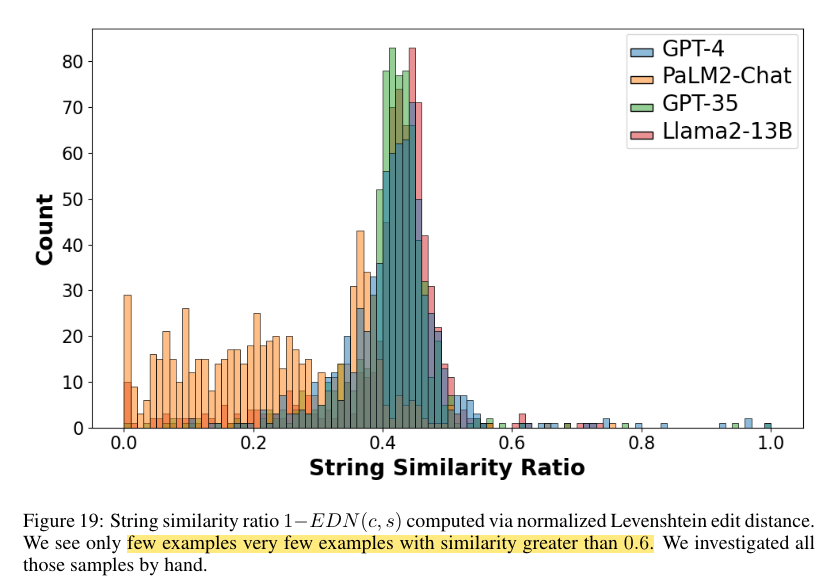 80
70
60
50
40
30
20
10
0
Count
0.0 0.2 0.4 0.6 0.8 1.0
String Similarity Ratio
GPT-4
PaLM2-Chat
GPT-35
Llama2-13B
Figure 19: String similarity ratio 1−EDN(c, s) computed via normalized Levenshtein edit distance.
We see only few examples very few examples with similarity greater than 0.6. We investigated all
those samples by hand.